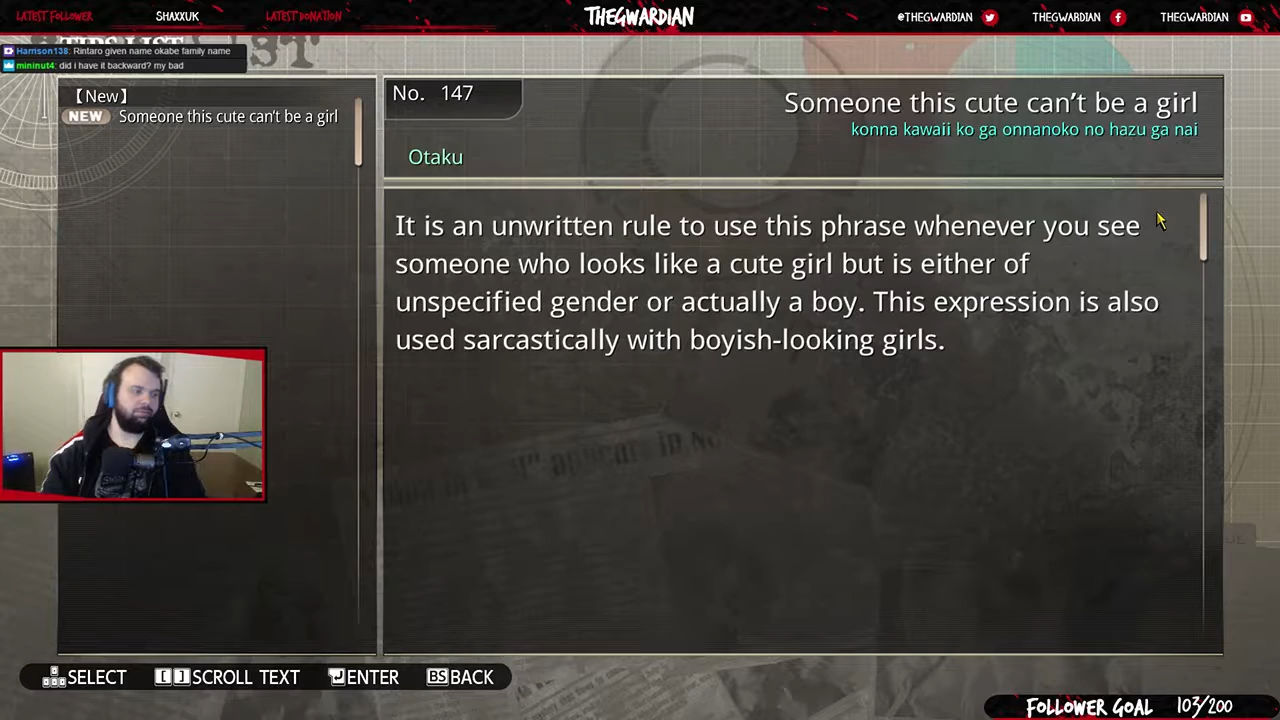 LATEST FOLLOWER
SHAXXUK
LATEST DONATION
THEGWARDIAN
@THEGWARDIAN
THEGWARDIAN
THEGWARDIAN
TIPS LIST
Harrison138: Rintaro given name okabe family name
mininut4: did i have it backward? my bad
【New】
NEW Someone this cute can't be a girl
No. 147
Someone this cute can't be a girl
konna kawaii ko ga onnanoko no hazu ga nai
Otaku
It is an unwritten rule to use this phrase whenever you see
someone who looks like a cute girl but is either of
unspecified gender or actually a boy. This expression is also
used sarcastically with boyish-looking girls.
SELECT
[ ] SCROLL TEXT
ENTER
BS BACK
FOLLOWER GOAL 103/200